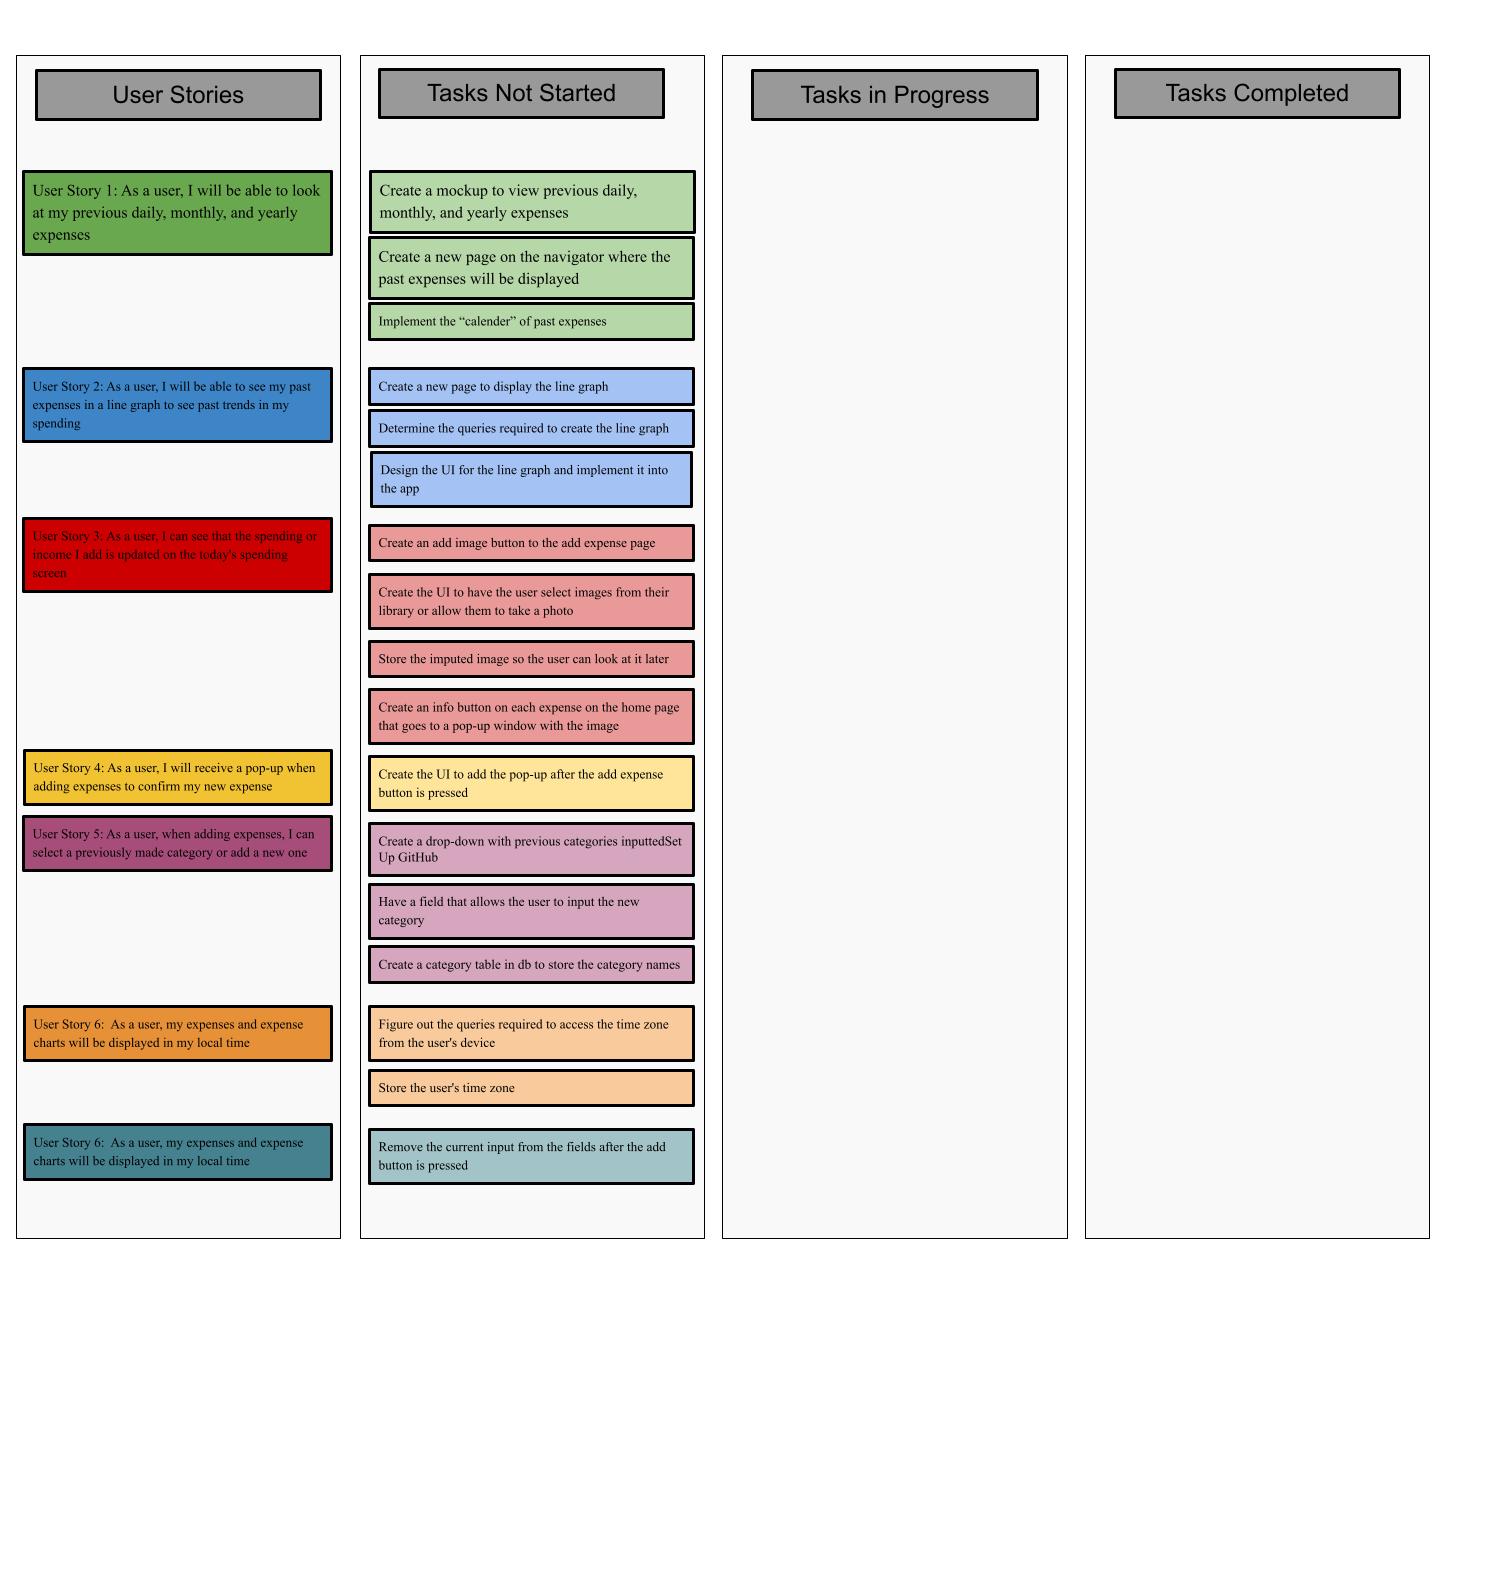 User Stories
Tasks Not Started
Tasks in Progress
Tasks Completed
User Story 1: As a user, I will be able to look
at my previous daily, monthly, and yearly
expenses
Create a mockup to view previous daily,
monthly, and yearly expenses
Create a new page on the navigator where the
past expenses will be displayed
Implement the “calender” of past expenses
User Story 2: As a user, I will be able to see my past
expenses in a line graph to see past trends in my
spending
Create a new page to display the line graph
Determine the queries required to create the line graph
Design the UI for the line graph and implement it into
the app
User Story 3: As a user, I can see that the spending or
income I add is updated on the today's spending
screen
Create an add image button to the add expense page
Create the UI to have the user select images from their
library or allow them to take a photo
Store the imputed image so the user can look at it later
Create an info button on each expense on the home page
that goes to a pop-up window with the image
User Story 4: As a user, I will receive a pop-up when
adding expenses to confirm my new expense
Create the UI to add the pop-up after the add expense
button is pressed
User Story 5: As a user, when adding expenses, I can
select a previously made category or add a new one
Create a drop-down with previous categories inputtedSet
Up GitHub
Have a field that allows the user to input the new
category
Create a category table in db to store the category names
User Story 6:  As a user, my expenses and expense
charts will be displayed in my local time
Figure out the queries required to access the time zone
from the user's device
Store the user's time zone
User Story 6:  As a user, my expenses and expense
charts will be displayed in my local time
Remove the current input from the fields after the add
button is pressed